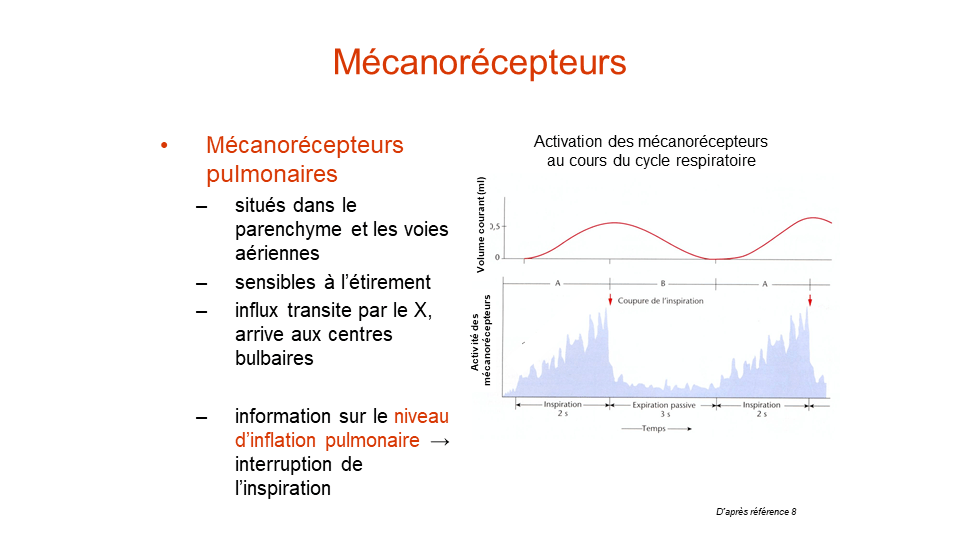 Mécanorécepteurs
• Mécanorécepteurs
pulmonaires
– situés dans le
parenchyme et les voies
aériennes
– sensibles à l’étirement
– influx transite par le X,
arrive aux centres
bulbaires
– information sur le niveau
d’inflation pulmonaire →
interruption de
l’inspiration
Activation des mécanorécepteurs
au cours du cycle respiratoire
Volume courant (ml)
0,5
0
A B A
Coupure de l'inspiration
Activité des
mécanorécepteurs
Inspiration Expiration passive Inspiration
2 s 3 s 2 s
Temps
D’après référence 8